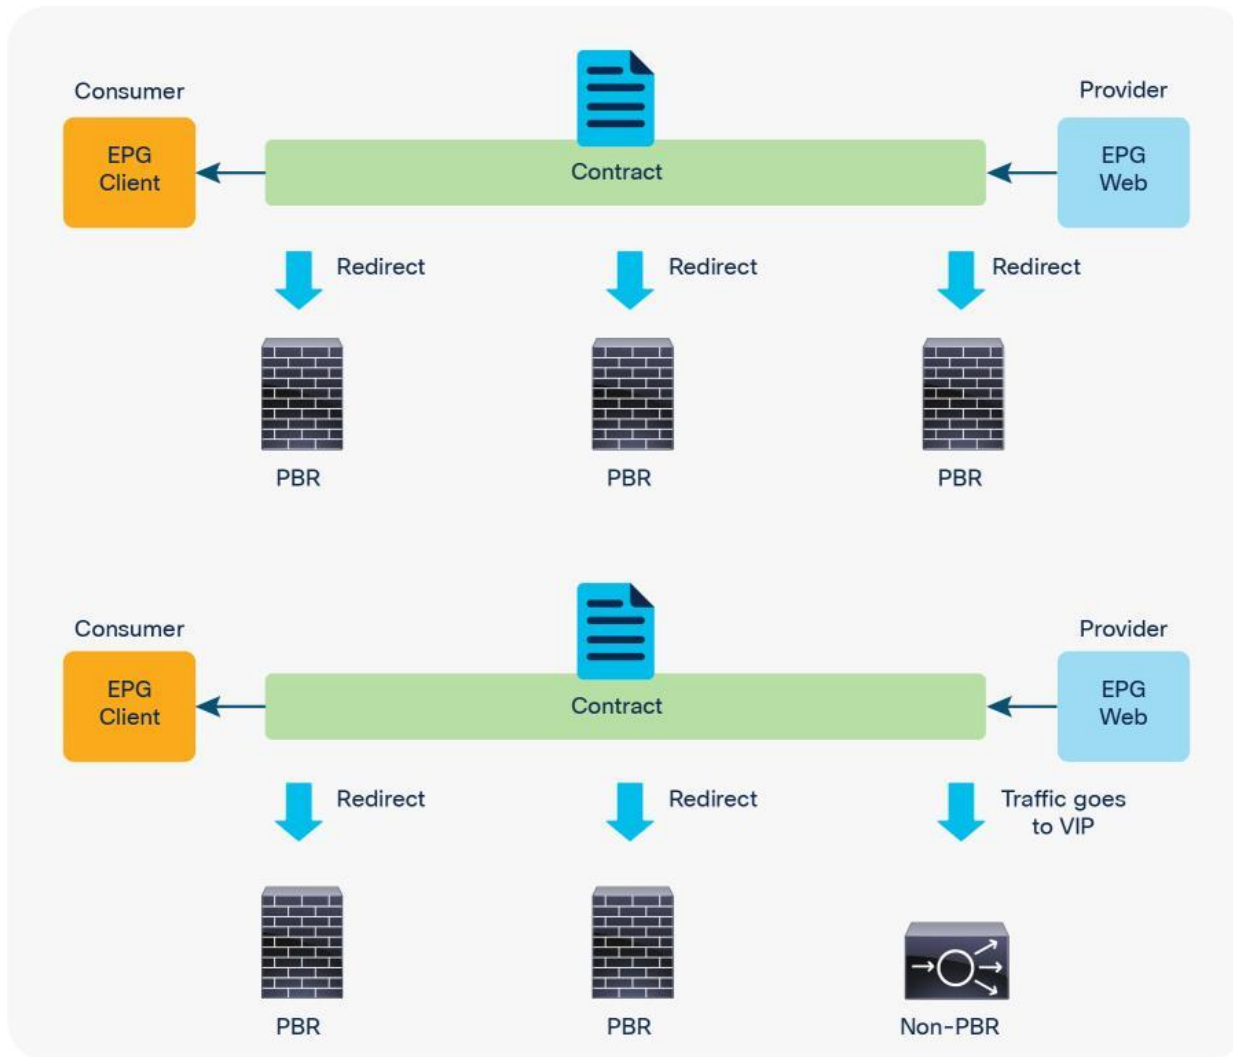 Consumer
Provider
EPG
Client
Contract
EPG
Web
Redirect
Redirect
Redirect
PBR
PBR
PBR
Consumer
Provider
EPG
Client
Contract
EPG
Web
Redirect
Redirect
Traffic goes
to VIP
PBR
PBR
Non-PBR